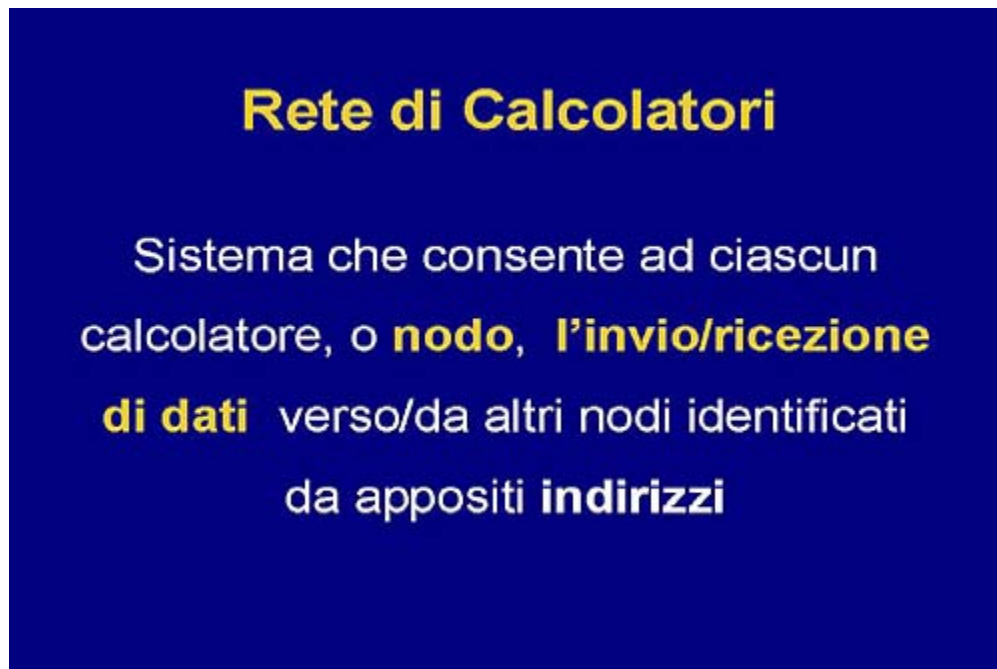 Rete di Calcolatori
Sistema che consente ad ciascun
calcolatore, o nodo, l’invio/ricezione
di dati verso/da altri nodi identificati
da appositi indirizzi